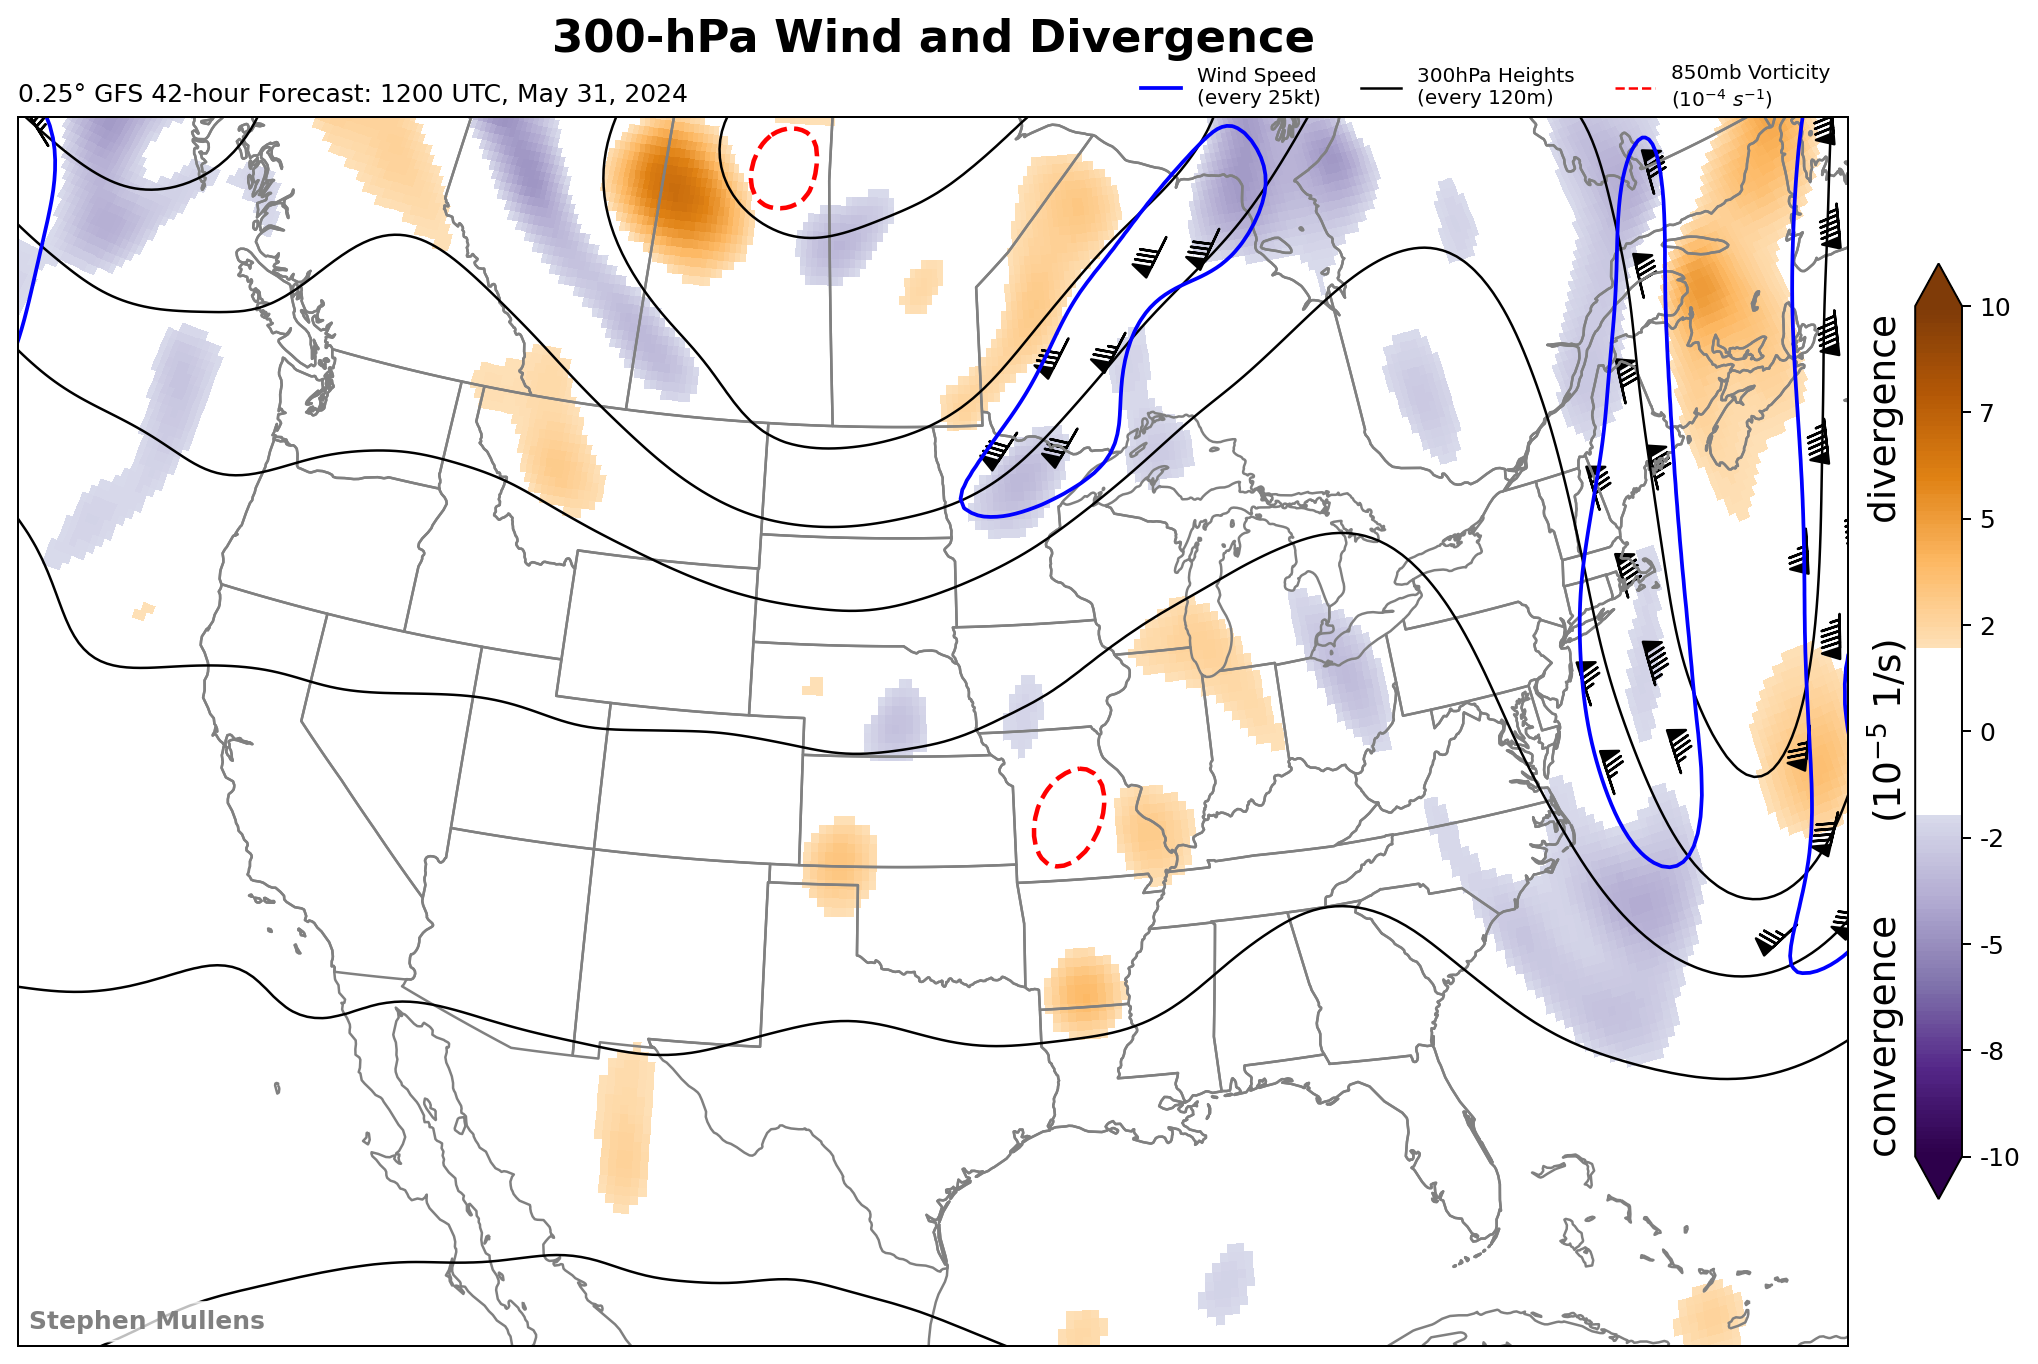 300-hPa Wind and Divergence
0.25° GFS 42-hour Forecast: 1200 UTC, May 31, 2024
Wind Speed
(every 25kt)
300hPa Heights
(every 120m)
850mb Vorticity
(10⁻⁴ s⁻¹)
10
7
5
2
0
-2
-5
-8
-10
convergence (10⁻⁵ 1/s) divergence
Stephen Mullens